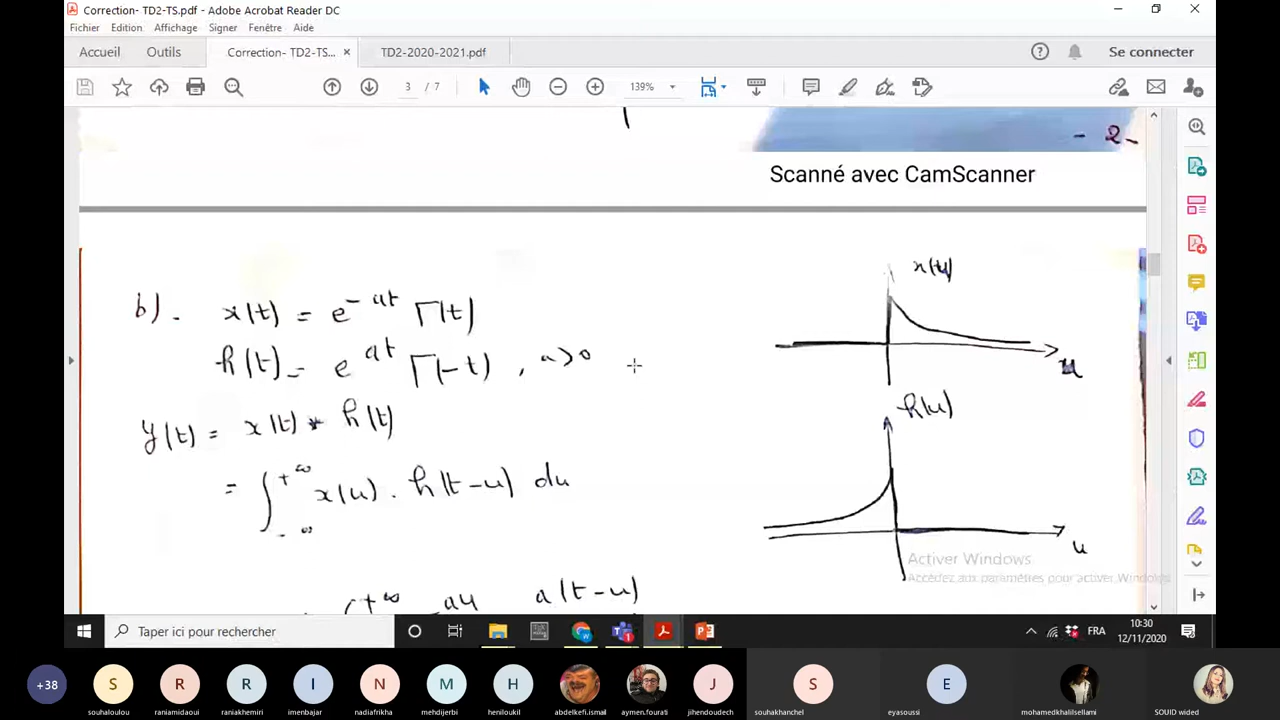 Correction- TD2-TS.pdf - Adobe Acrobat Reader DC
Fichier Edition Affichage Signer Fenêtre Aide
Accueil Outils Correction- TD2-TS... × TD2-2020-2021.pdf Se connecter
3 / 7 139%
- 2 -
Scanné avec CamScanner
b). x(t) = e^{-at} Γ(t)
h(t) = e^{at} Γ(-t), a>0
y(t) = x(t) * h(t)
= ∫_{-∞}^{+∞} x(u) . h(t-u) du
∫^{+∞} -au a(t-u)
x(u)
u
h(u)
u
Activer Windows
Accédez aux paramètres pour activer Windows.
Taper ici pour rechercher
FRA
10:30
12/11/2020
+38 S R R I N M H J S E
souhaloulou raniamidaoui raniakhemiri imenbajar nadiafrikha mehdijerbi heniloukil abdelkefi.ismail aymen.fourati jihendoudech souhakhanchel eyasoussi mohamedkhalilsellami SOUID wided